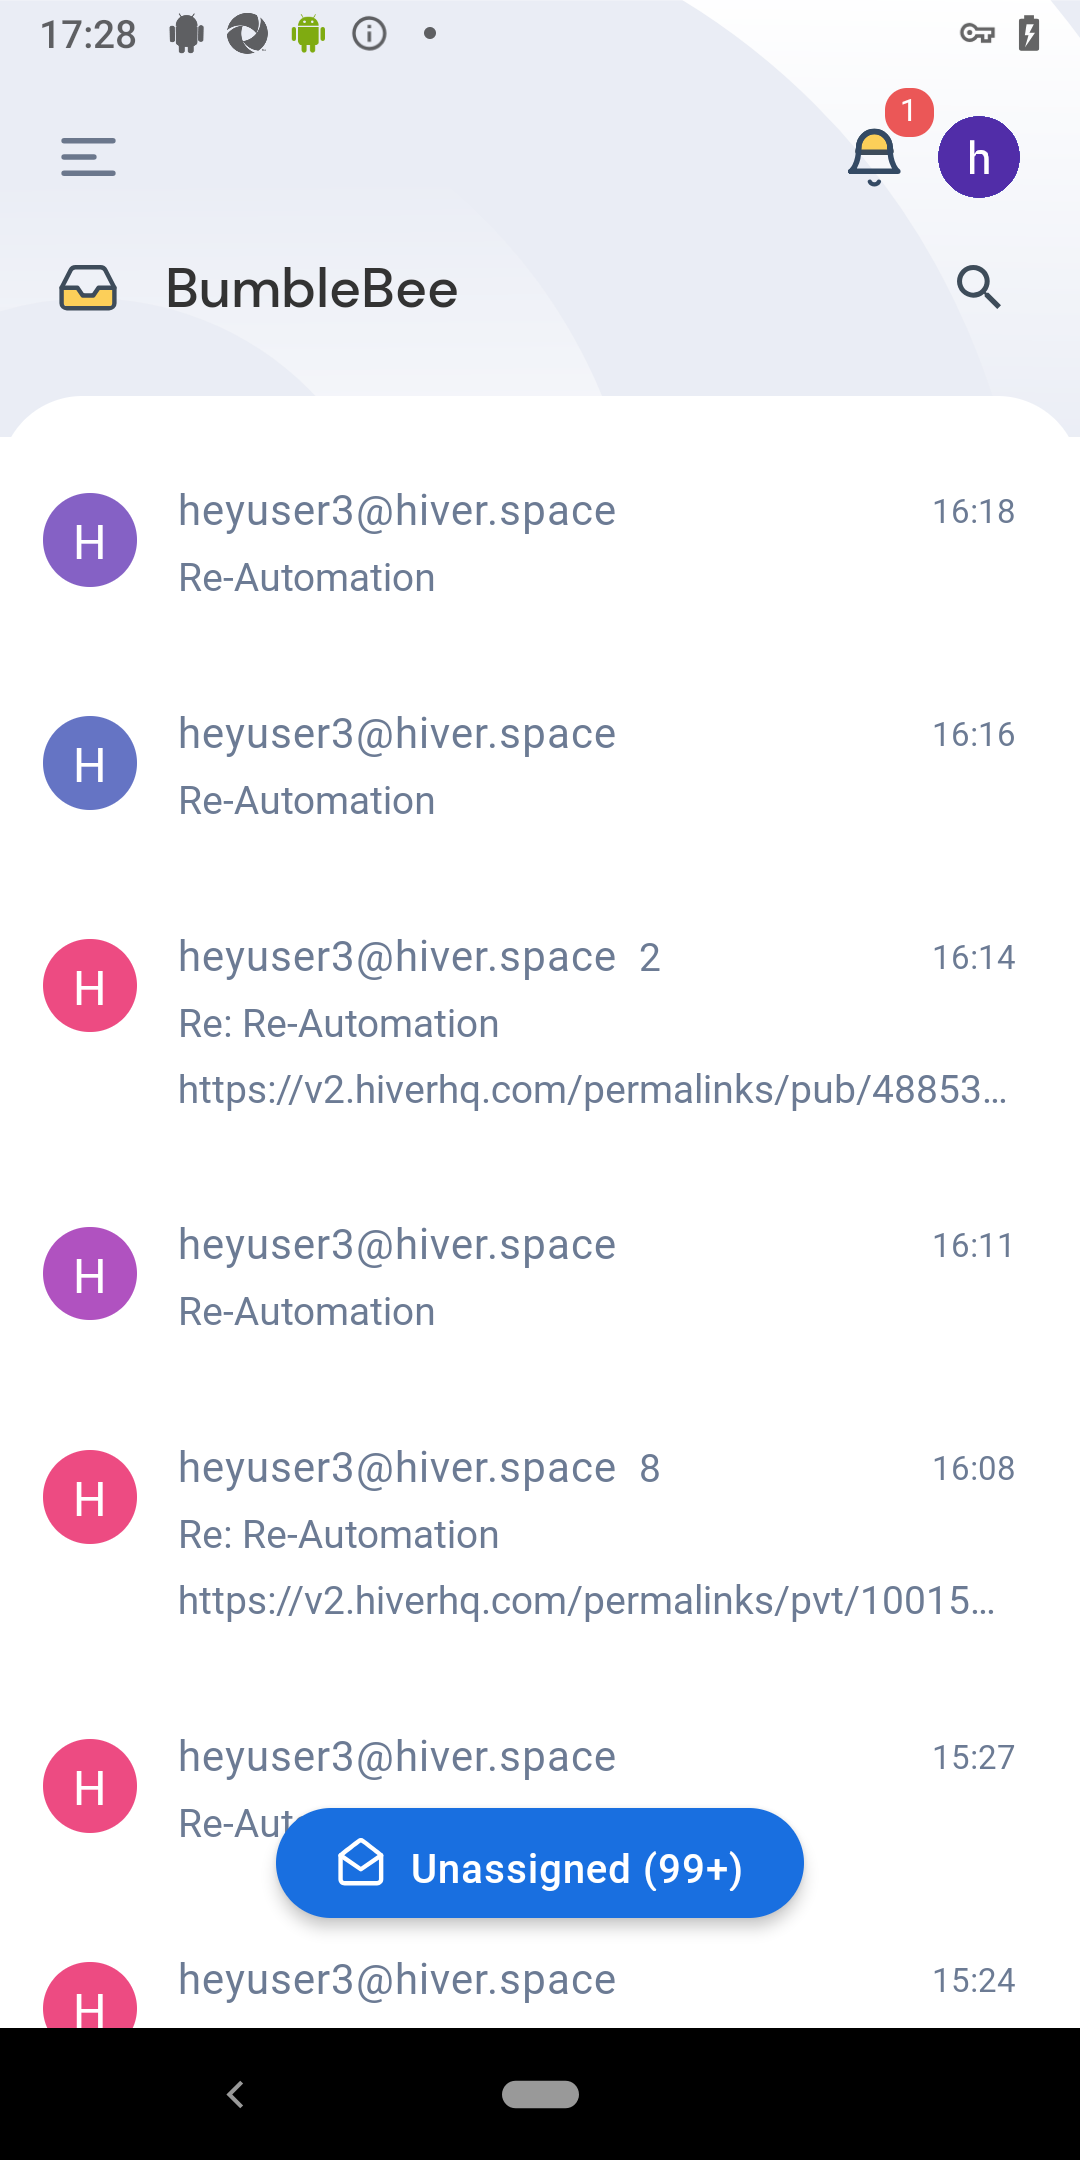 17:28
1
h
BumbleBee
H
heyuser3@hiver.space 16:18
Re-Automation
H
heyuser3@hiver.space 16:16
Re-Automation
H
heyuser3@hiver.space 2 16:14
Re: Re-Automation
https://v2.hiverhq.com/permalinks/pub/48853...
H
heyuser3@hiver.space 16:11
Re-Automation
H
heyuser3@hiver.space 8 16:08
Re: Re-Automation
https://v2.hiverhq.com/permalinks/pvt/10015...
H
heyuser3@hiver.space 15:27
Re-Aut
Unassigned (99+)
H
heyuser3@hiver.space 15:24